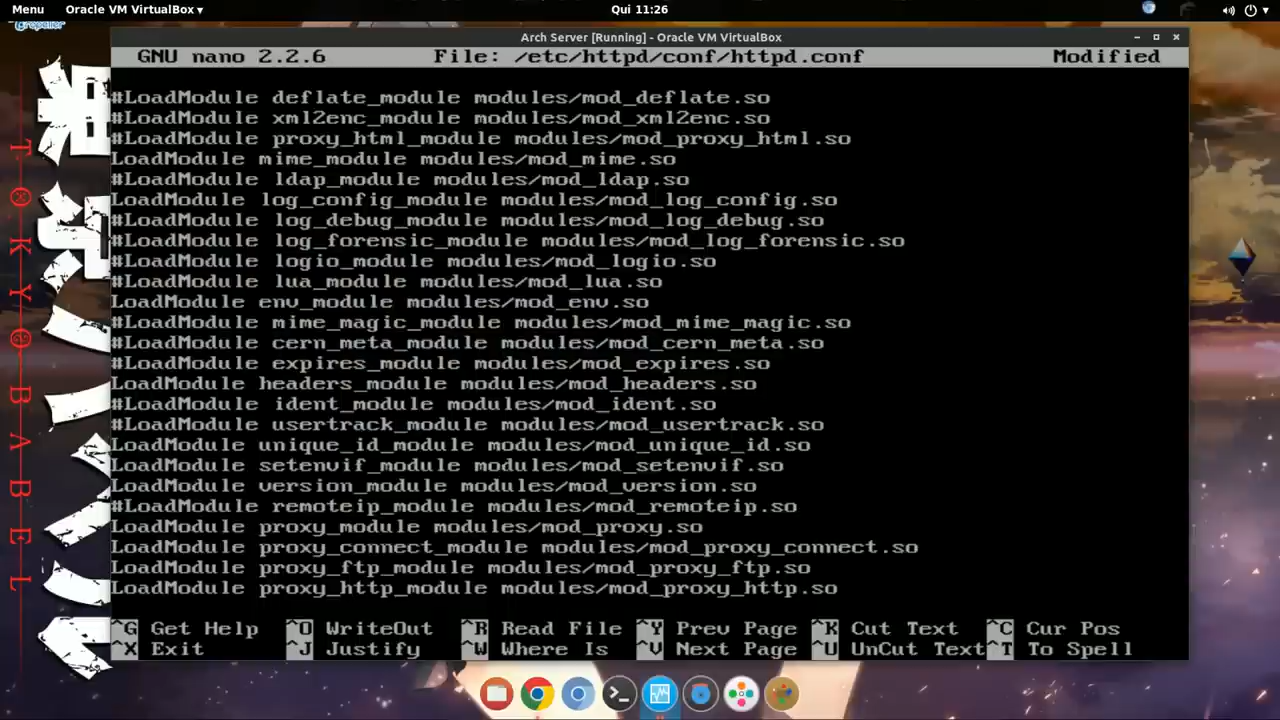 Menu Oracle VM VirtualBox ▾ Qui 11:26
Propeller
Arch Server [Running] - Oracle VM VirtualBox
GNU nano 2.2.6 File: /etc/httpd/conf/httpd.conf Modified
#LoadModule deflate_module modules/mod_deflate.so
#LoadModule xml2enc_module modules/mod_xml2enc.so
#LoadModule proxy_html_module modules/mod_proxy_html.so
LoadModule mime_module modules/mod_mime.so
#LoadModule ldap_module modules/mod_ldap.so
LoadModule log_config_module modules/mod_log_config.so
#LoadModule log_debug_module modules/mod_log_debug.so
#LoadModule log_forensic_module modules/mod_log_forensic.so
#LoadModule logio_module modules/mod_logio.so
#LoadModule lua_module modules/mod_lua.so
LoadModule env_module modules/mod_env.so
#LoadModule mime_magic_module modules/mod_mime_magic.so
#LoadModule cern_meta_module modules/mod_cern_meta.so
#LoadModule expires_module modules/mod_expires.so
LoadModule headers_module modules/mod_headers.so
#LoadModule ident_module modules/mod_ident.so
#LoadModule usertrack_module modules/mod_usertrack.so
LoadModule unique_id_module modules/mod_unique_id.so
LoadModule setenvif_module modules/mod_setenvif.so
LoadModule version_module modules/mod_version.so
#LoadModule remoteip_module modules/mod_remoteip.so
LoadModule proxy_module modules/mod_proxy.so
LoadModule proxy_connect_module modules/mod_proxy_connect.so
LoadModule proxy_ftp_module modules/mod_proxy_ftp.so
LoadModule proxy_http_module modules/mod_proxy_http.so
^G Get Help ^O WriteOut ^R Read File ^Y Prev Page ^K Cut Text ^C Cur Pos
^X Exit ^J Justify ^W Where Is ^V Next Page ^U UnCut Text ^T To Spell
TOKYO BABEL